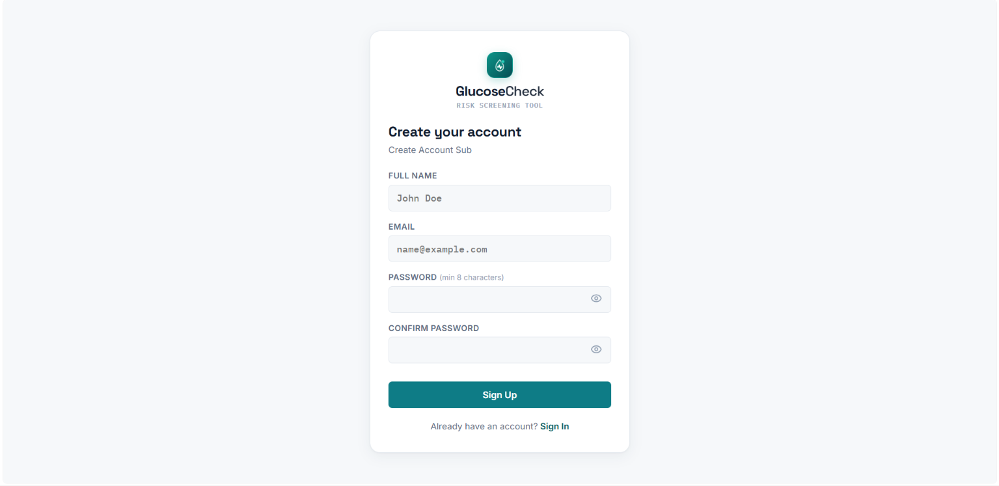 GlucoseCheck
RISK SCREENING TOOL
Create your account
Create Account Sub
FULL NAME
John Doe
EMAIL
name@example.com
PASSWORD (min 8 characters)
CONFIRM PASSWORD
Sign Up
Already have an account? Sign In